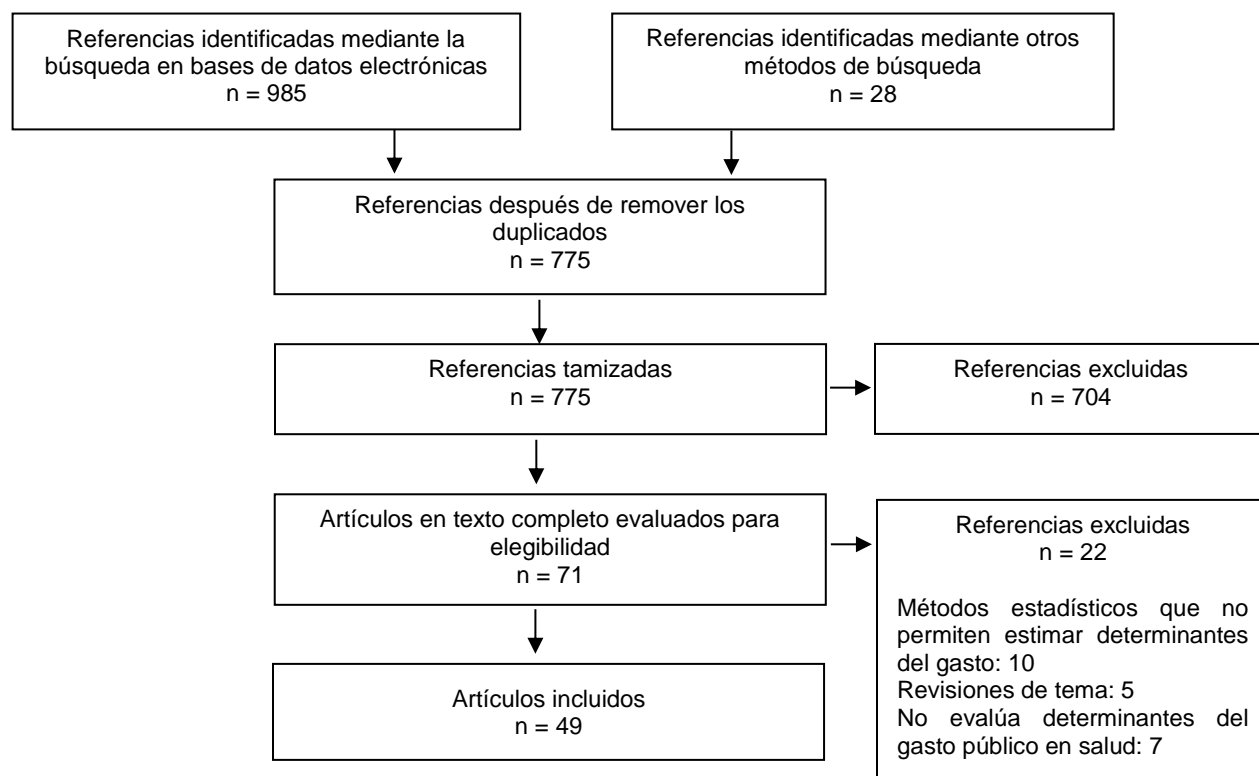 Referencias identificadas mediante la
búsqueda en bases de datos electrónicas
n = 985
Referencias identificadas mediante otros
métodos de búsqueda
n = 28
Referencias después de remover los
duplicados
n = 775
Referencias tamizadas
n = 775
Referencias excluidas
n = 704
Artículos en texto completo evaluados para
elegibilidad
n = 71
Referencias excluidas
n = 22
Métodos estadísticos que no
permiten estimar determinantes
del gasto: 10
Revisiones de tema: 5
No evalúa determinantes del
gasto público en salud: 7
Artículos incluidos
n = 49